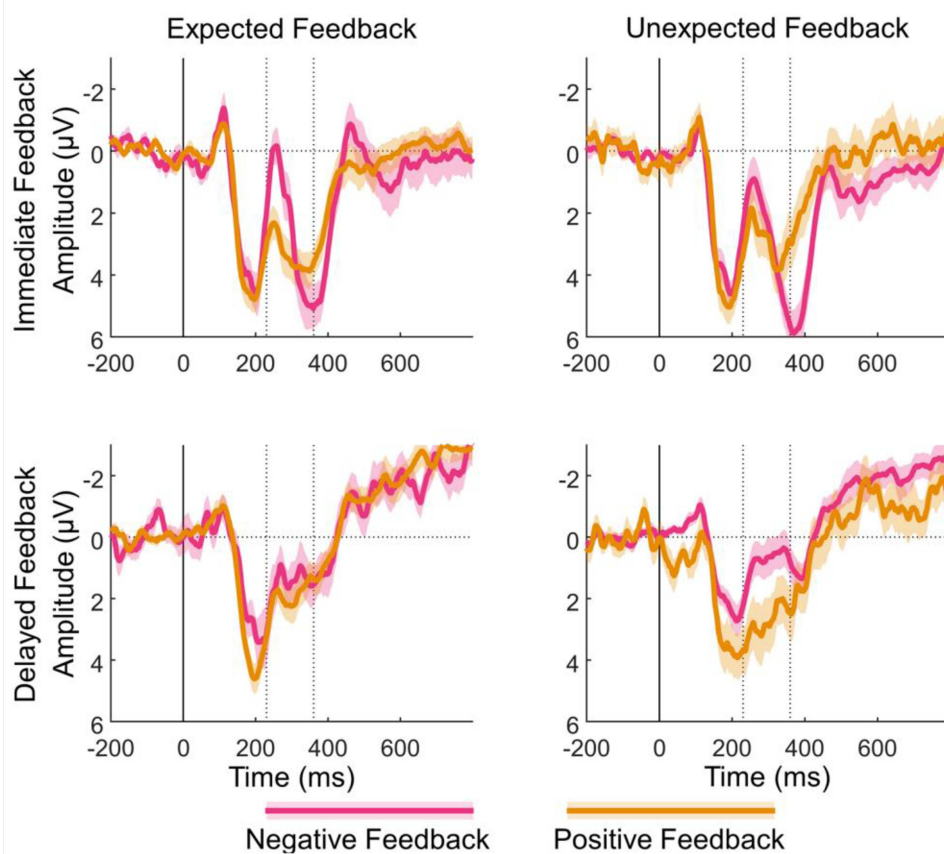 Expected Feedback
Unexpected Feedback
Immediate Feedback
Amplitude (µV)
-2
0
2
4
6
-200 0 200 400 600
-2
0
2
4
6
-200 0 200 400 600
Delayed Feedback
Amplitude (µV)
-2
0
2
4
6
-200 0 200 400 600
Time (ms)
-2
0
2
4
6
-200 0 200 400 600
Time (ms)
Negative Feedback
Positive Feedback